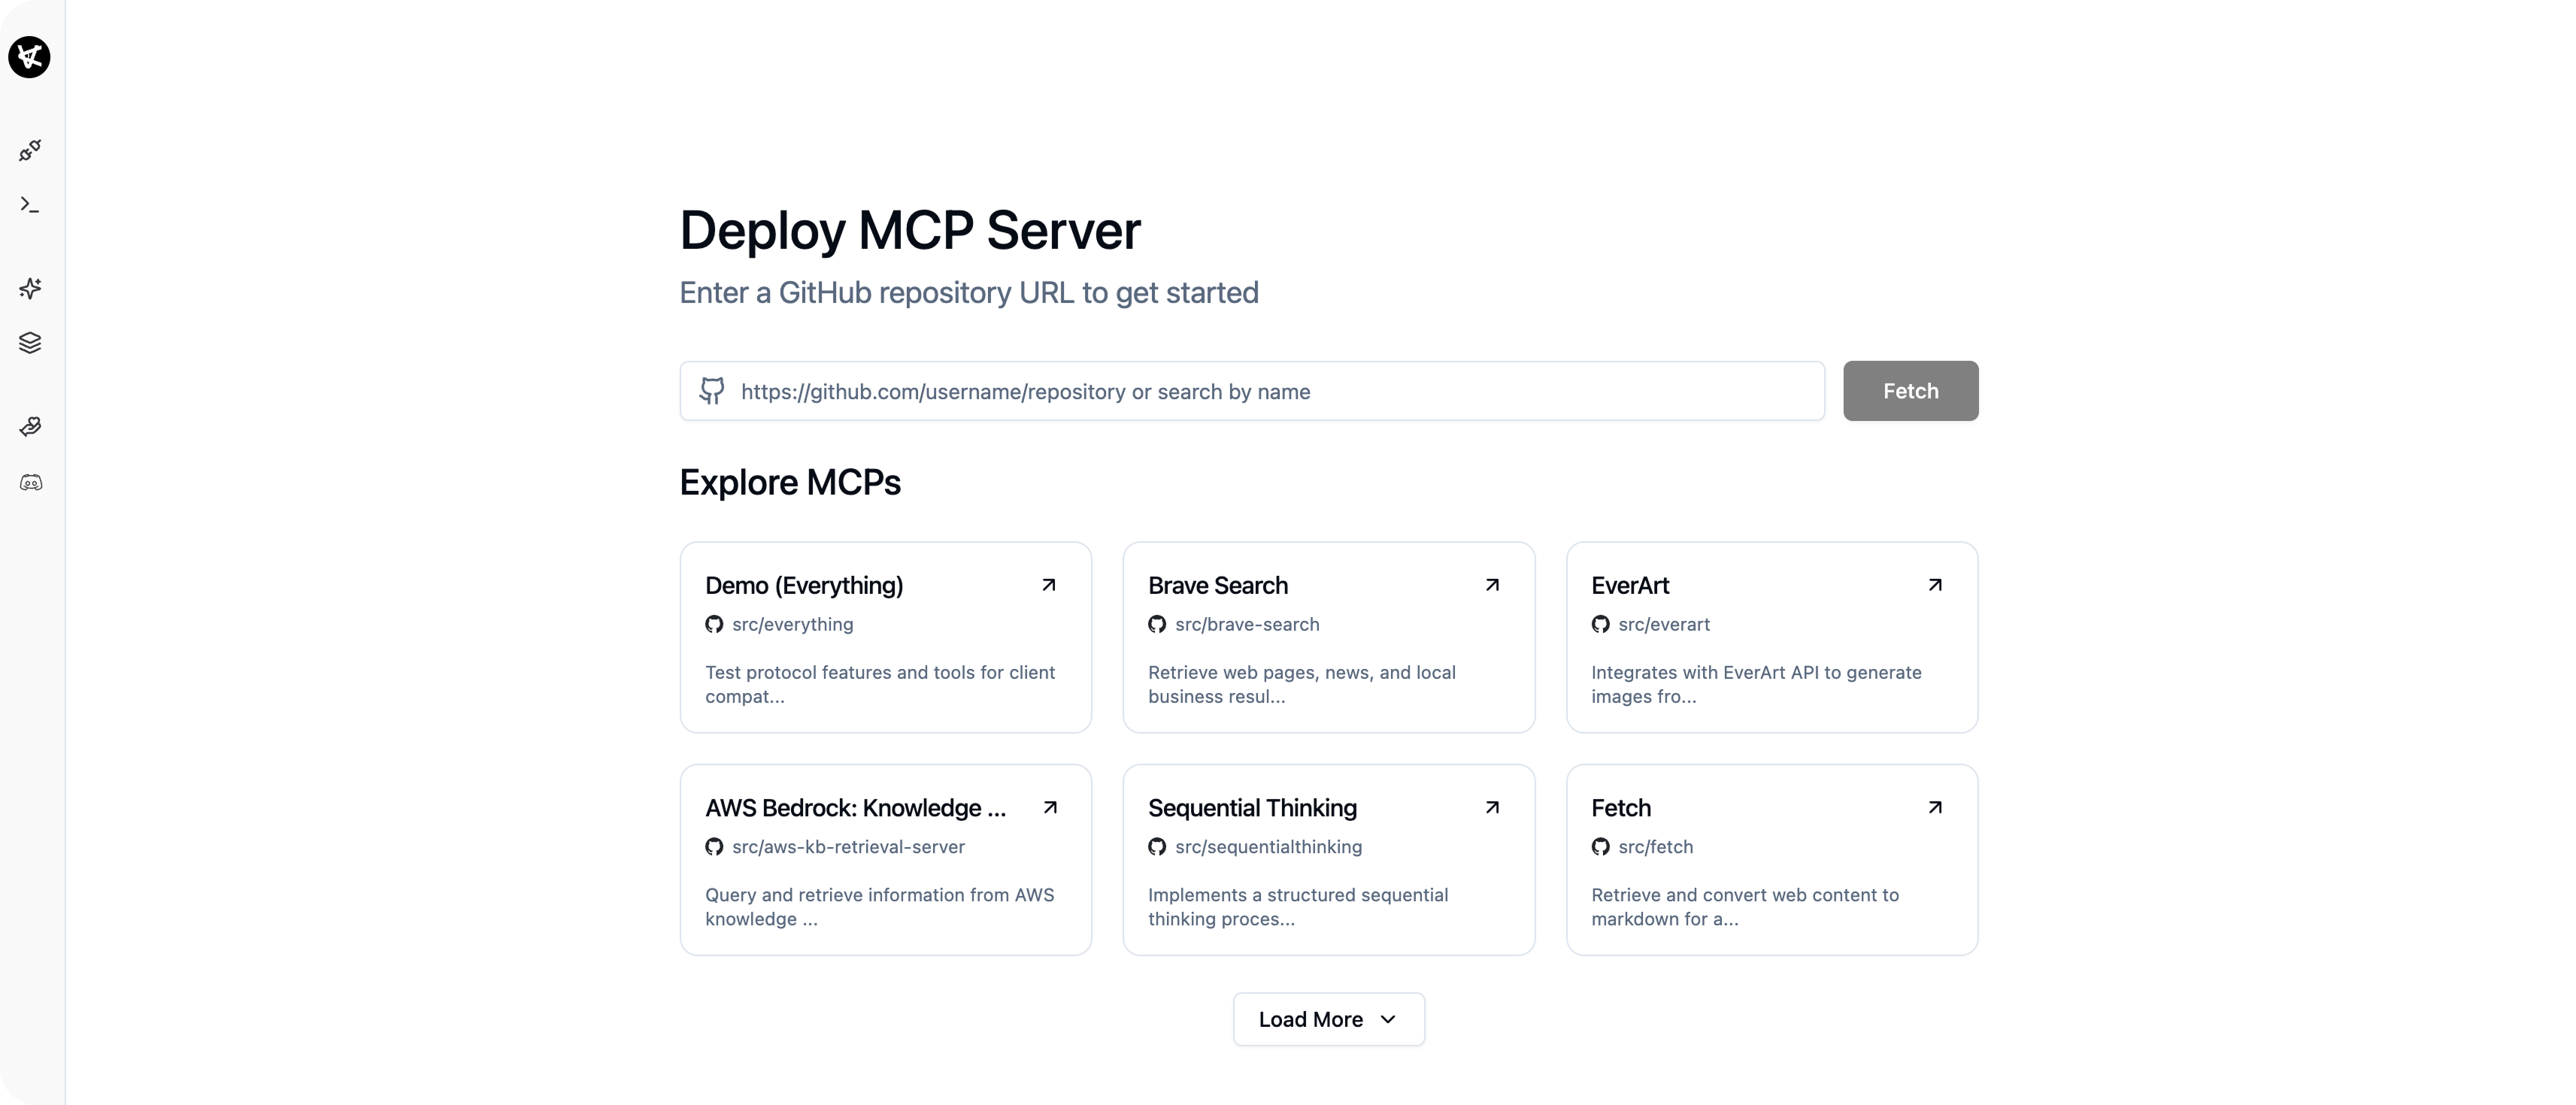 Deploy MCP Server
Enter a GitHub repository URL to get started
https://github.com/username/repository or search by name
Fetch
Explore MCPs
Demo (Everything)
src/everything
Test protocol features and tools for client
compat...
Brave Search
src/brave-search
Retrieve web pages, news, and local
business resul...
EverArt
src/everart
Integrates with EverArt API to generate
images fro...
AWS Bedrock: Knowledge ...
src/aws-kb-retrieval-server
Query and retrieve information from AWS
knowledge ...
Sequential Thinking
src/sequentialthinking
Implements a structured sequential
thinking proces...
Fetch
src/fetch
Retrieve and convert web content to
markdown for a...
Load More